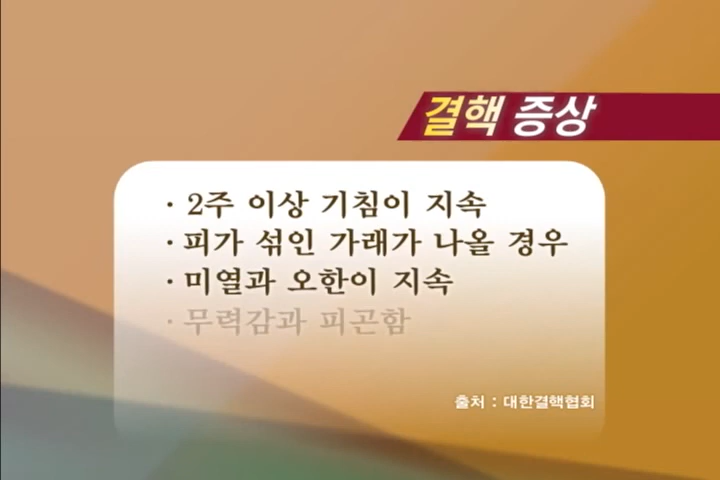 결핵 증상
· 2주 이상 기침이 지속
· 피가 섞인 가래가 나올 경우
· 미열과 오한이 지속
· 무력감과 피곤함
출처 : 대한결핵협회